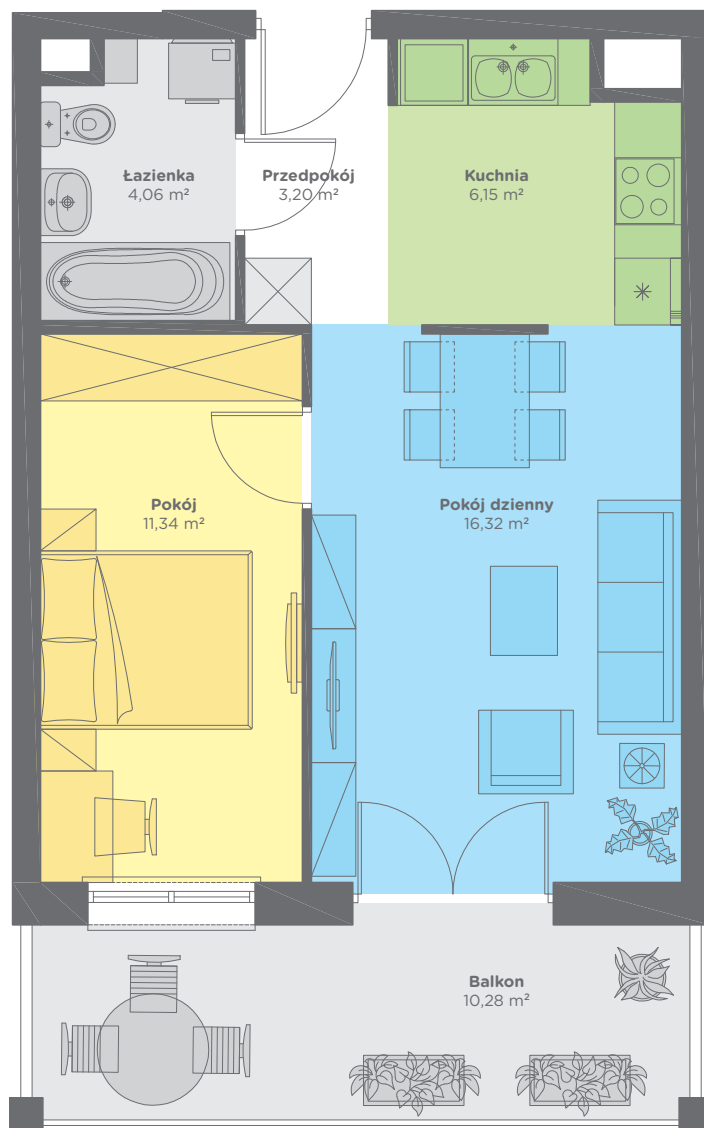 Łazienka
4,06 m²
Przedpokój
3,20 m²
Kuchnia
6,15 m²
Pokój
11,34 m²
Pokój dzienny
16,32 m²
Balkon
10,28 m²